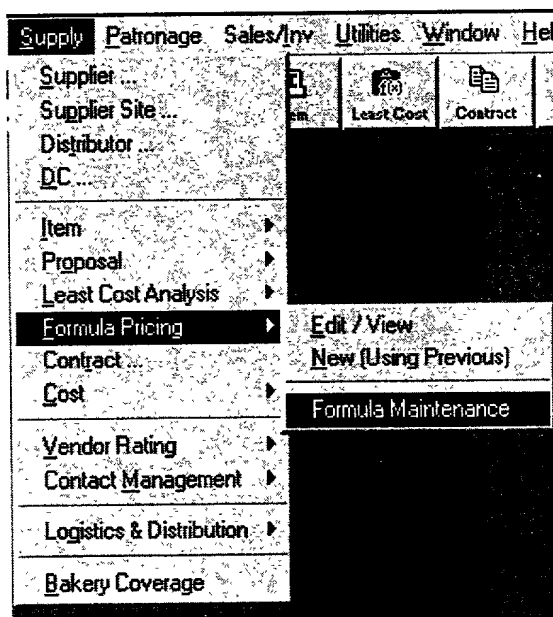 Supply Patronage Sales/Inv Utilities Window Hel
Supplier ...
Supplier Site ...
Distributor ...
DC ...
em Least Cost Contract
Item
Proposal
Least Cost Analysis
Formula Pricing
Edit / View
New (Using Previous)
Formula Maintenance
Contract ...
Cost
Vendor Rating
Contact Management
Logistics & Distribution
Bakery Coverage